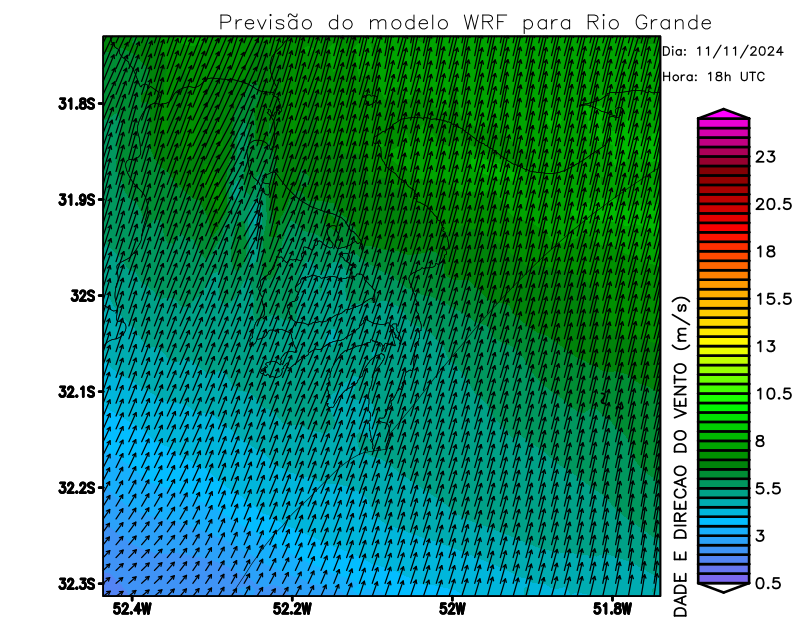 Previsão do modelo WRF para Rio Grande
Dia: 11/11/2024
Hora: 18h UTC
31.8S
31.9S
32S
32.1S
32.2S
32.3S
52.4W
52.2W
52W
51.8W
23
20.5
18
15.5
13
10.5
8
5.5
3
0.5
DADE E DIRECAO DO VENTO (m/s)